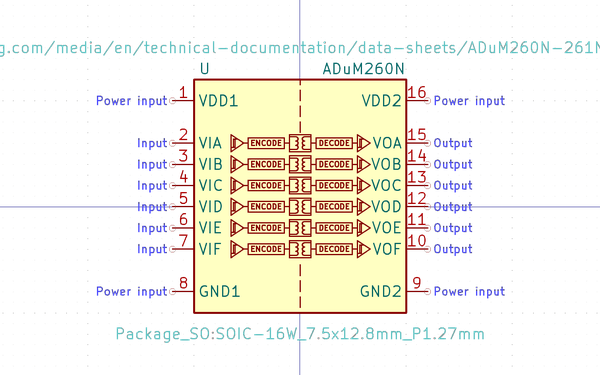 g.com/media/en/technical-documentation/data-sheets/ADuM260N-261N
U ADuM260N
Power input 1 VDD1 VDD2 16 Power input
Input 2 VIA ENCODE DECODE VOA 15 Output
Input 3 VIB ENCODE DECODE VOB 14 Output
Input 4 VIC ENCODE DECODE VOC 13 Output
Input 5 VID ENCODE DECODE VOD 12 Output
Input 6 VIE ENCODE DECODE VOE 11 Output
Input 7 VIF ENCODE DECODE VOF 10 Output
Power input 8 GND1 GND2 9 Power input
Package_SO:SOIC-16W_7.5x12.8mm_P1.27mm